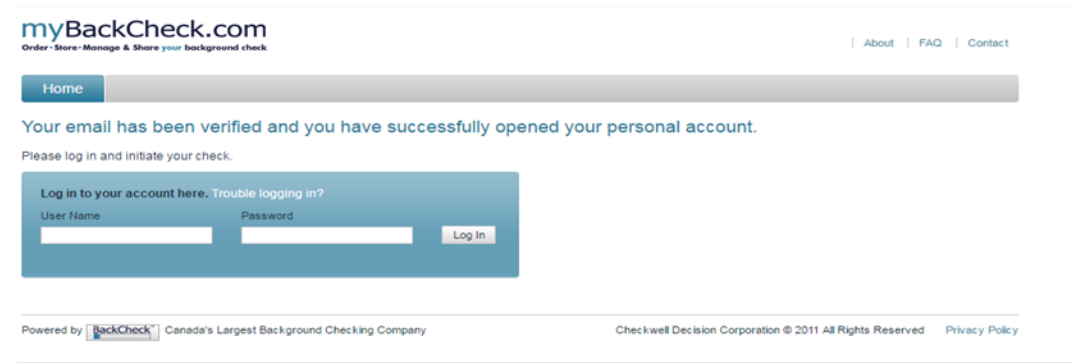 myBackCheck.com
Order · Store · Manage & Share your background check
| About | FAQ | Contact
Home
Your email has been verified and you have successfully opened your personal account.
Please log in and initiate your check.
Log in to your account here. Trouble logging in?
User Name Password
Log In
Powered by BackCheck Canada's Largest Background Checking Company
Checkwell Decision Corporation © 2011 All Rights Reserved Privacy Policy